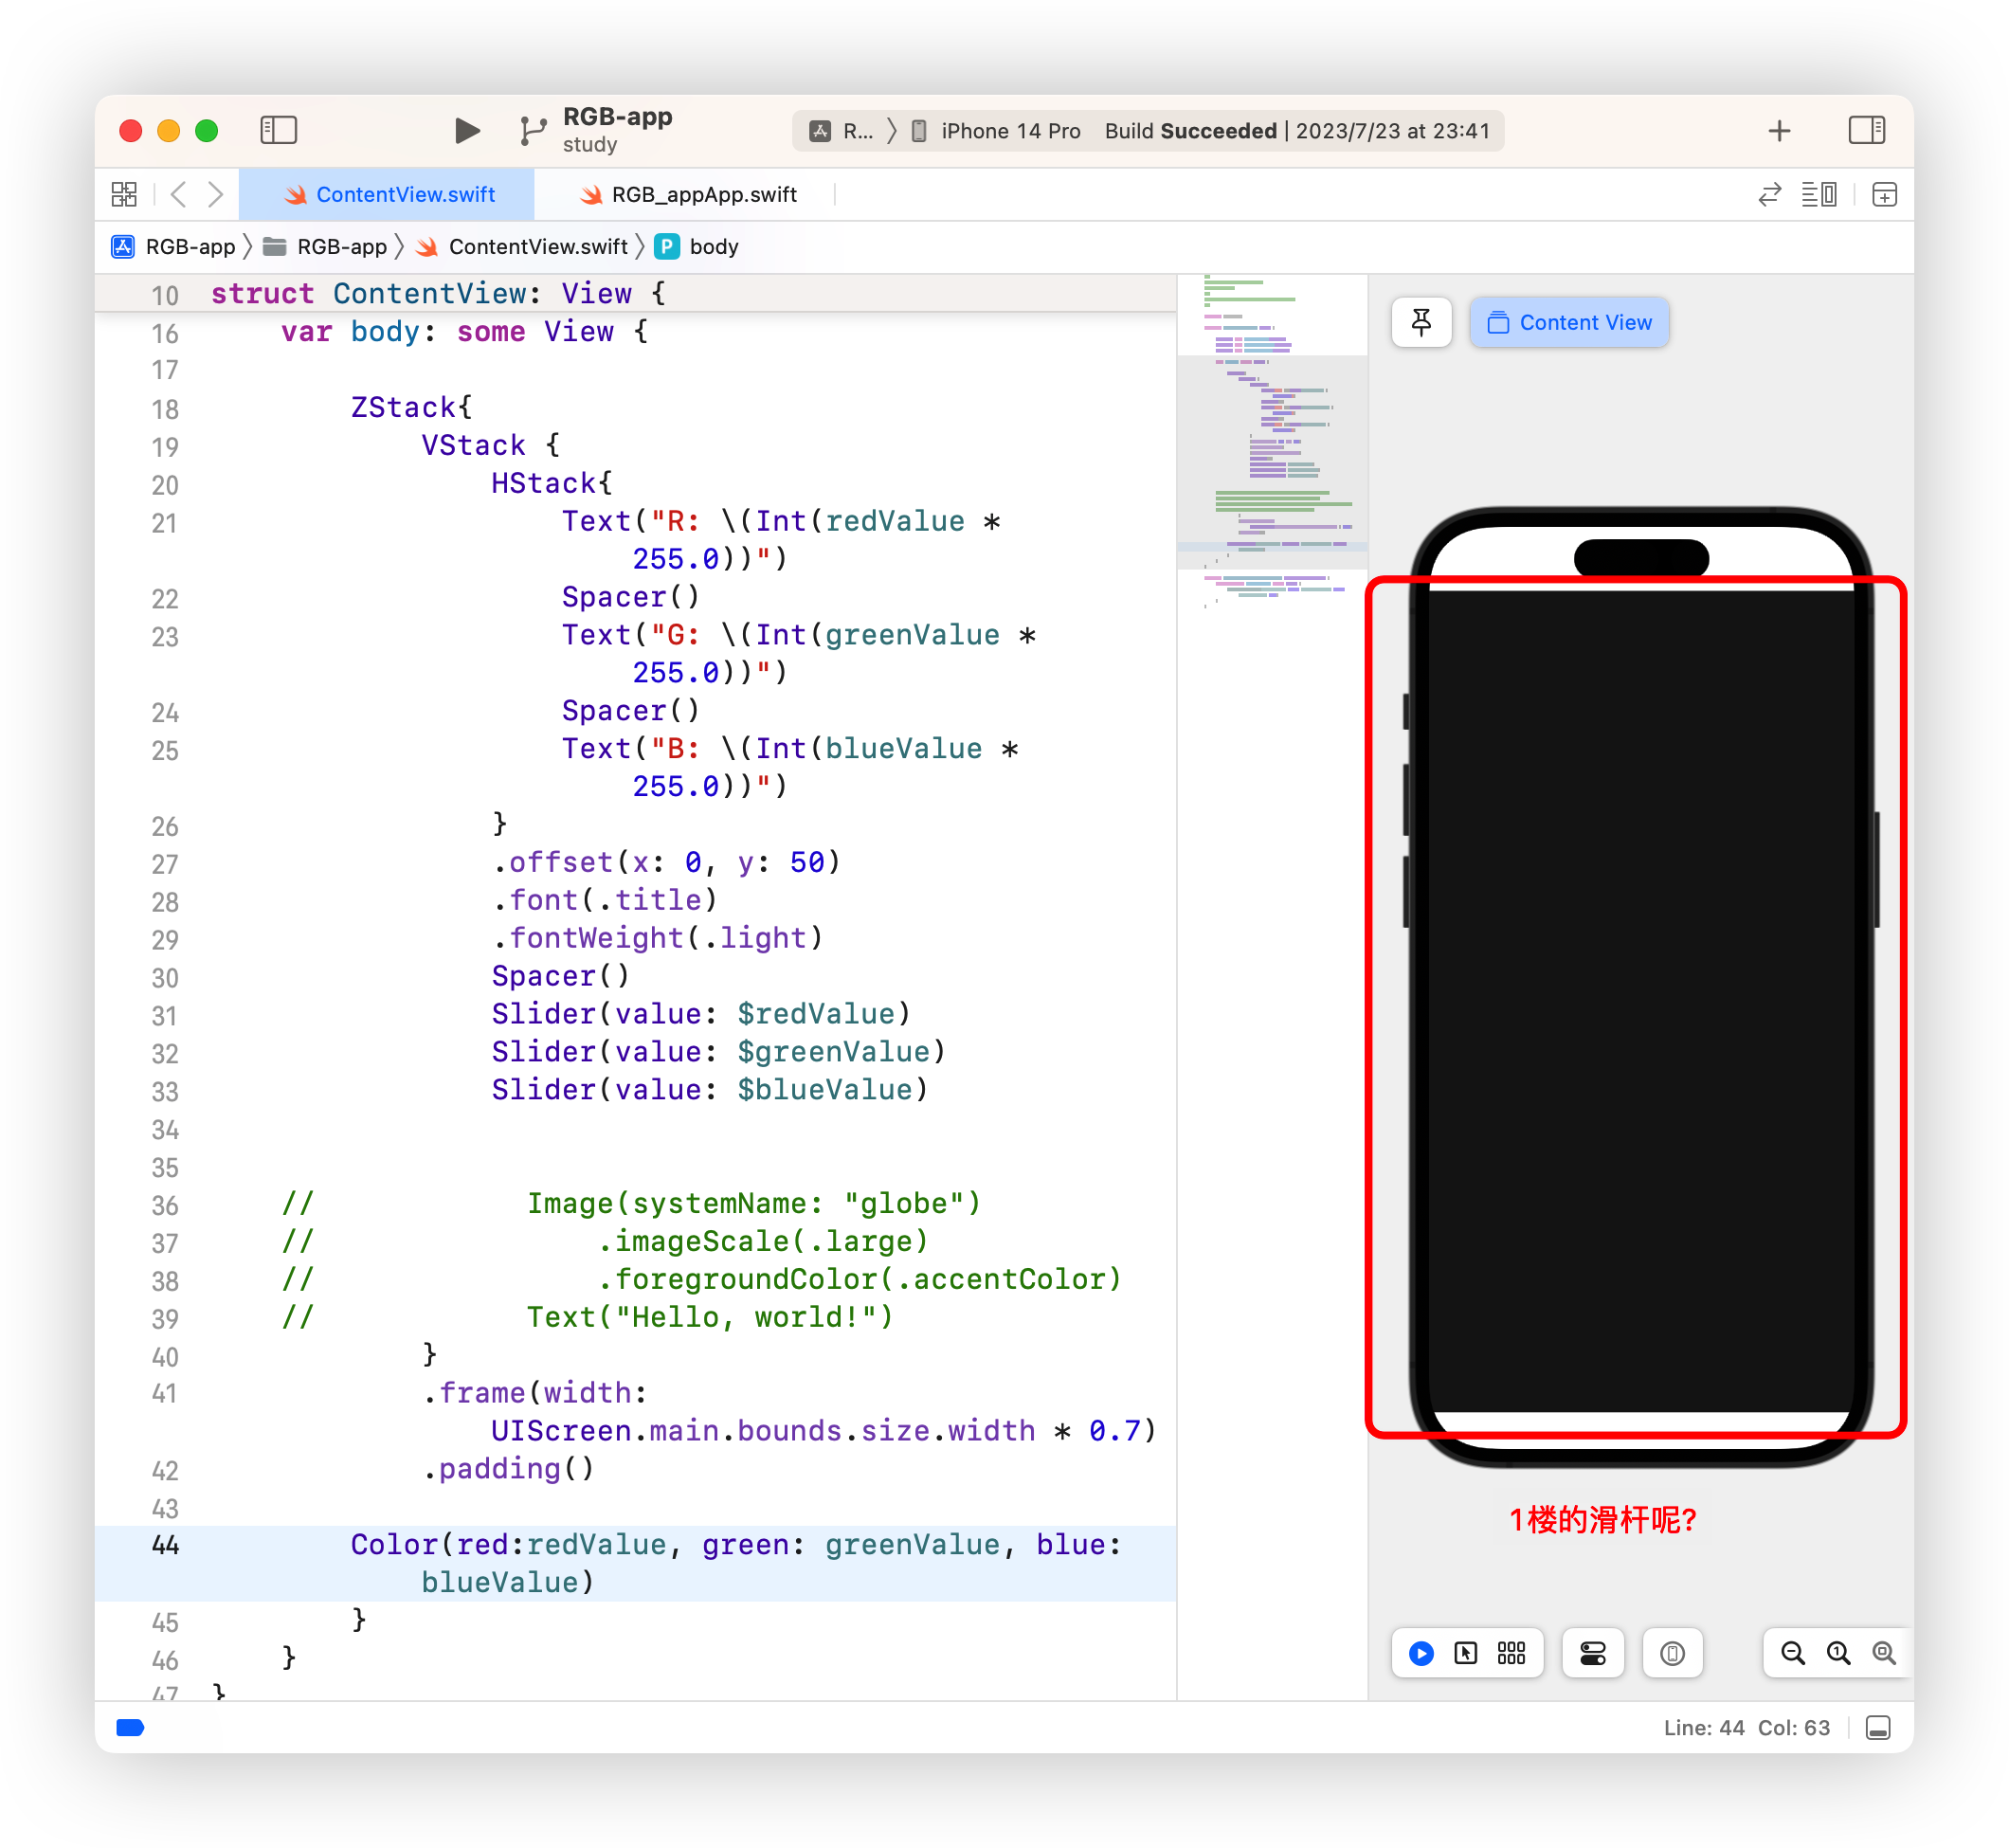 RGB-app
study
R... 〉 iPhone 14 Pro Build Succeeded | 2023/7/23 at 23:41
ContentView.swift
RGB_appApp.swift
RGB-app 〉 RGB-app 〉 ContentView.swift 〉 P body
10 struct ContentView: View {
16 var body: some View {
17
18 ZStack{
19 VStack {
20 HStack{
21 Text("R: \(Int(redValue *
255.0))")
22 Spacer()
23 Text("G: \(Int(greenValue *
255.0))")
24 Spacer()
25 Text("B: \(Int(blueValue *
255.0))")
26 }
27 .offset(x: 0, y: 50)
28 .font(.title)
29 .fontWeight(.light)
30 Spacer()
31 Slider(value: $redValue)
32 Slider(value: $greenValue)
33 Slider(value: $blueValue)
34
35
36 // Image(systemName: "globe")
37 // .imageScale(.large)
38 // .foregroundColor(.accentColor)
39 // Text("Hello, world!")
40 }
41 .frame(width:
UIScreen.main.bounds.size.width * 0.7)
42 .padding()
43
44 Color(red:redValue, green: greenValue, blue:
blueValue)
45 }
46 }
47 }
Content View
1楼的滑杆呢?
Line: 44 Col: 63